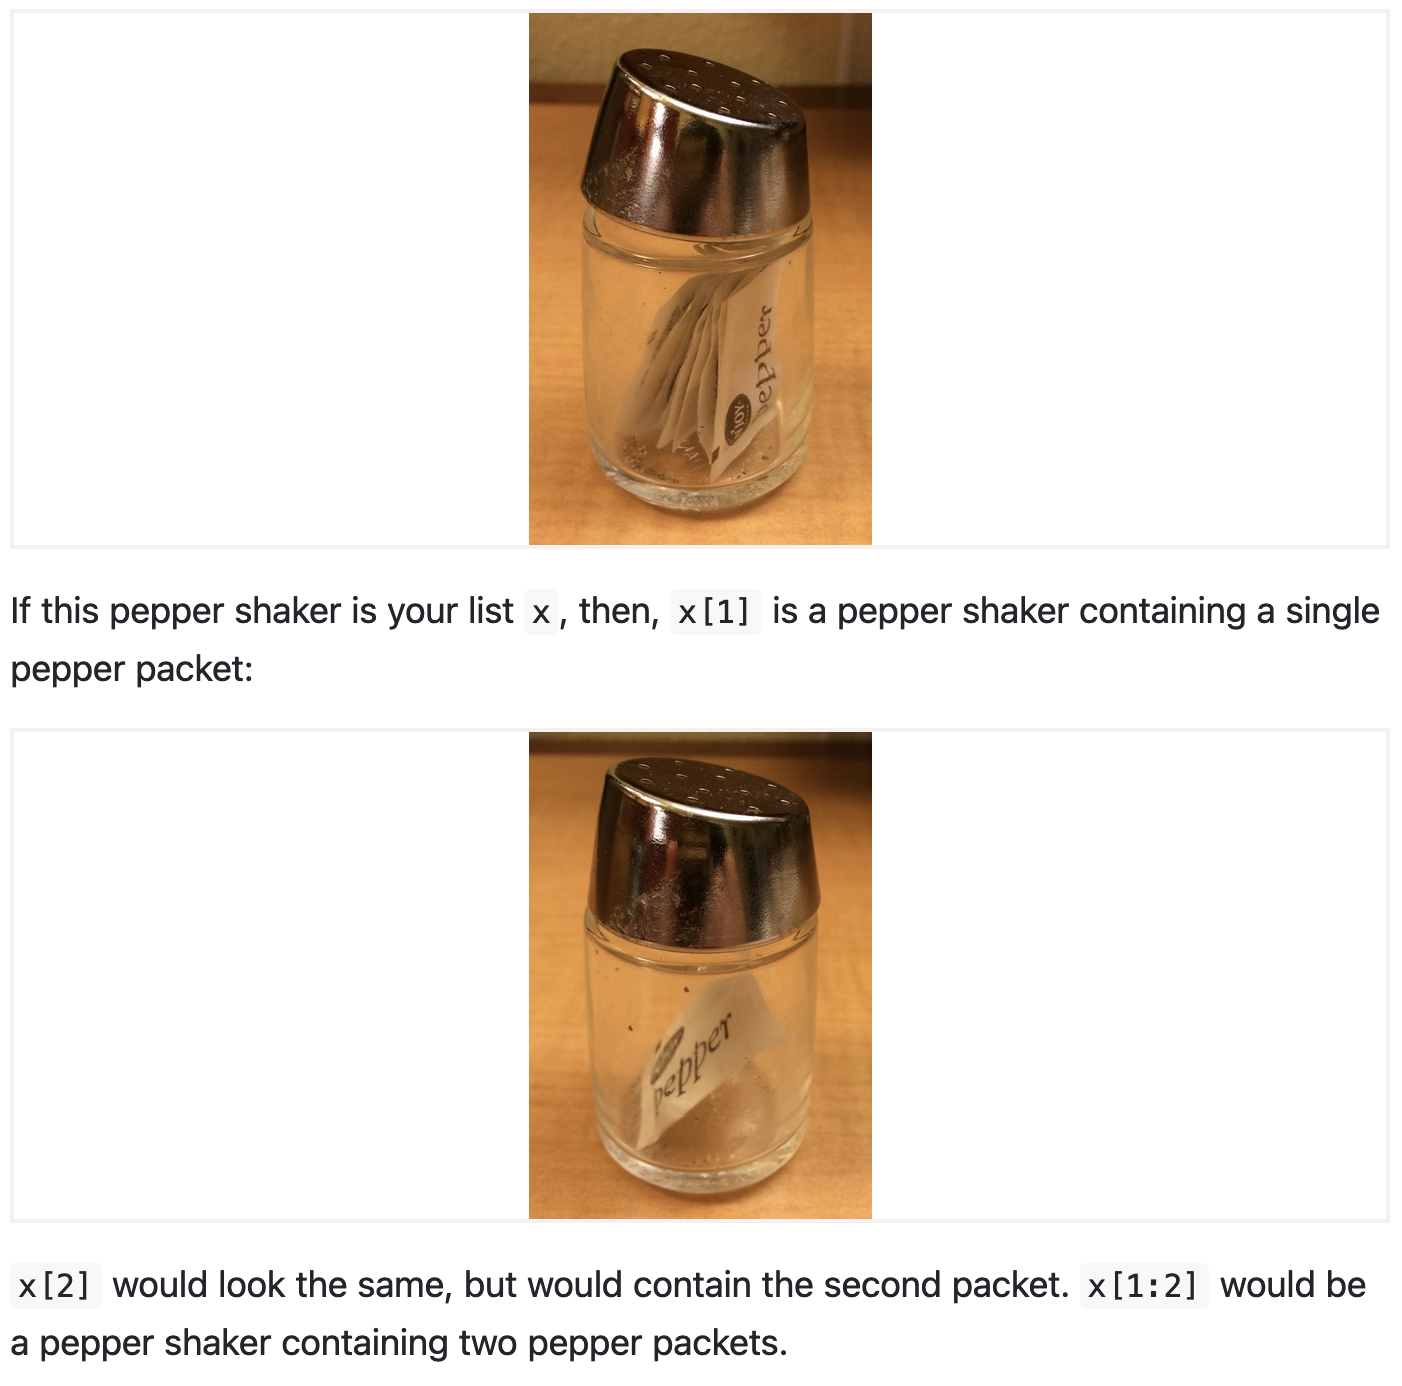 epper
If this pepper shaker is your list x, then, x[1] is a pepper shaker containing a single
pepper packet:
pepper
x[2] would look the same, but would contain the second packet. x[1:2] would be
a pepper shaker containing two pepper packets.